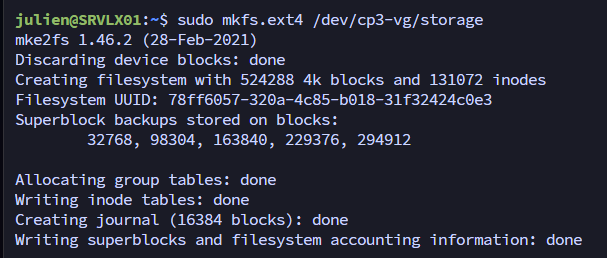 julien@SRVLX01:~$ sudo mkfs.ext4 /dev/cp3-vg/storage
mke2fs 1.46.2 (28-Feb-2021)
Discarding device blocks: done
Creating filesystem with 524288 4k blocks and 131072 inodes
Filesystem UUID: 78ff6057-320a-4c85-b018-31f32424c0e3
Superblock backups stored on blocks:
        32768, 98304, 163840, 229376, 294912

Allocating group tables: done
Writing inode tables: done
Creating journal (16384 blocks): done
Writing superblocks and filesystem accounting information: done